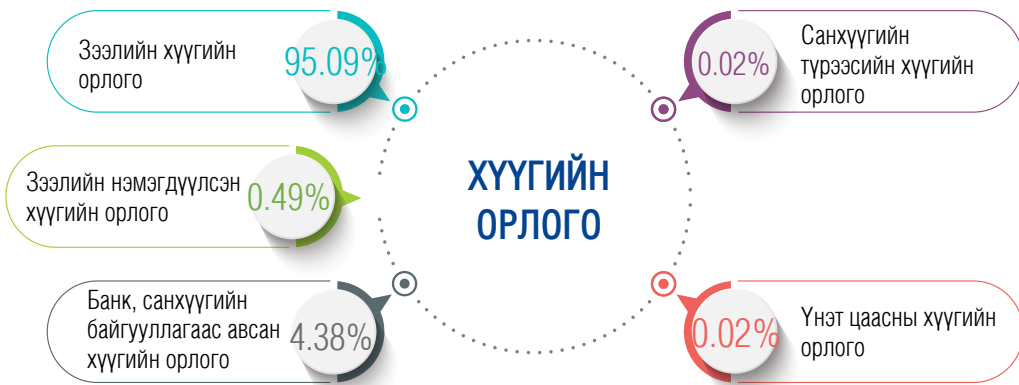 Зээлийн хүүгийн
орлого
95.09%
Зээлийн нэмэгдүүлсэн
хүүгийн орлого
0.49%
Банк, санхүүгийн
байгууллагаас авсан
хүүгийн орлого
4.38%
ХҮҮГИЙН
ОРЛОГО
0.02%
Санхүүгийн
түрээсийн хүүгийн
орлого
0.02%
Үнэт цаасны хүүгийн
орлого